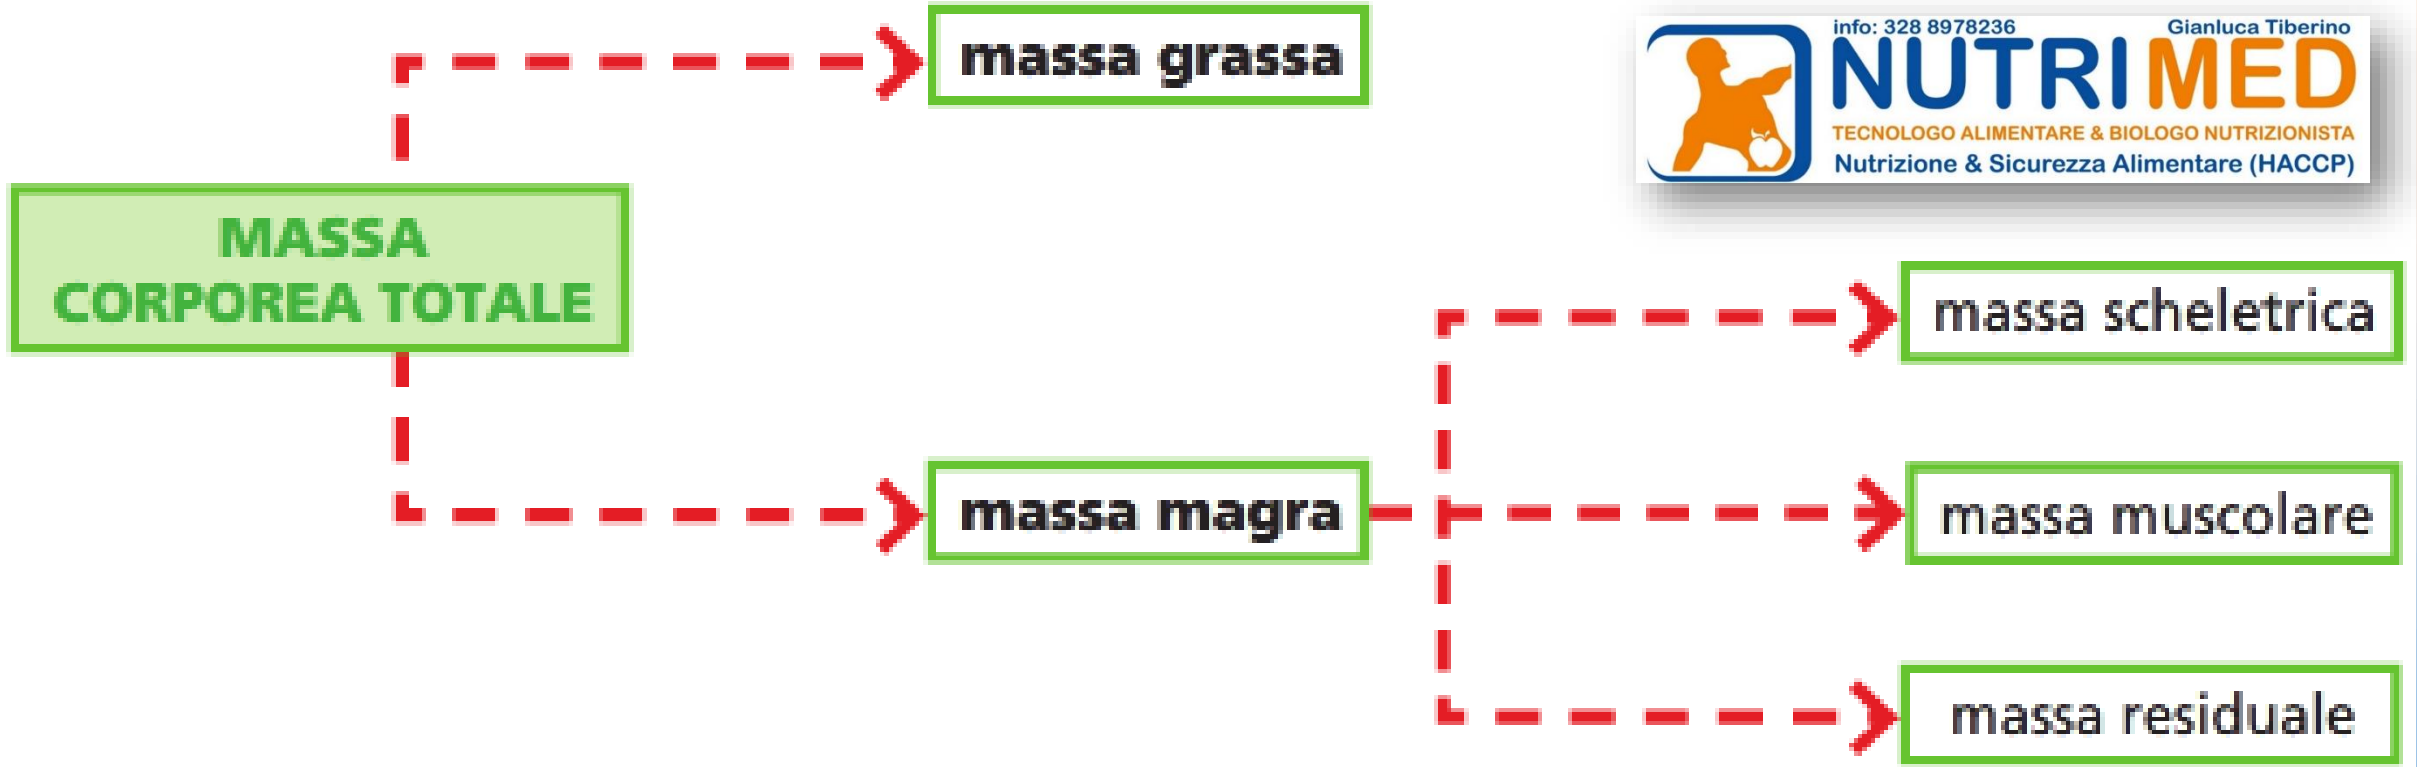 massa grassa
info: 328 8978236 Gianluca Tiberino
NUTRIMED
TECNOLOGO ALIMENTARE & BIOLOGO NUTRIZIONISTA
Nutrizione & Sicurezza Alimentare (HACCP)
MASSA
CORPOREA TOTALE
massa scheletrica
massa magra
massa muscolare
massa residuale